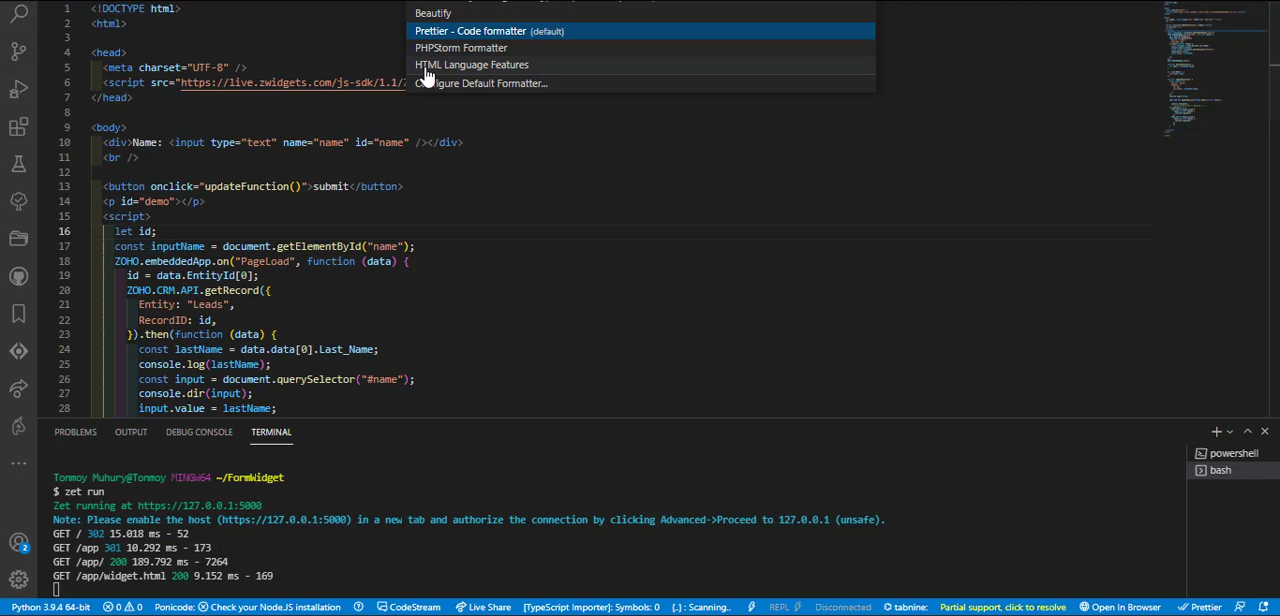 Beautify
Prettier - Code formatter (default)
PHPStorm Formatter
HTML Language Features
Configure Default Formatter...
1 <!DOCTYPE html>
2 <html>
3
4 <head>
5 <meta charset="UTF-8" />
6 <script src="https://live.zwidgets.com/js-sdk/1.1/
7 </head>
8
9 <body>
10 <div>Name: <input type="text" name="name" id="name" /></div>
11 <br />
12
13 <button onclick="updateFunction()">submit</button>
14 <p id="demo"></p>
15 <script>
16 let id;
17 const inputName = document.getElementById("name");
18 ZOHO.embeddedApp.on("PageLoad", function (data) {
19 id = data.EntityId[0];
20 ZOHO.CRM.API.getRecord({
21 Entity: "Leads",
22 RecordID: id,
23 }).then(function (data) {
24 const lastName = data.data[0].Last_Name;
25 console.log(lastName);
26 const input = document.querySelector("#name");
27 console.dir(input);
28 input.value = lastName;
PROBLEMS OUTPUT DEBUG CONSOLE TERMINAL
powershell
bash
Tonmoy Muhury@Tonmoy MINGW64 ~/FormWidget
$ zet run
Zet running at https://127.0.0.1:5000
Note: Please enable the host (https://127.0.0.1:5000) in a new tab and authorize the connection by clicking Advanced->Proceed to 127.0.0.1 (unsafe).
GET / 302 15.018 ms - 52
GET /app 301 10.292 ms - 173
GET /app/ 200 189.792 ms - 7264
GET /app/widget.html 200 9.152 ms - 169
2
Python 3.9.4 64-bit 0 0 Ponicode: Check your Node.JS installation CodeStream Live Share [TypeScript Importer]: Symbols: 0 {..} : Scanning.. REPL Disconnected tabnine: Partial support, click to resolve Open In Browser Prettier